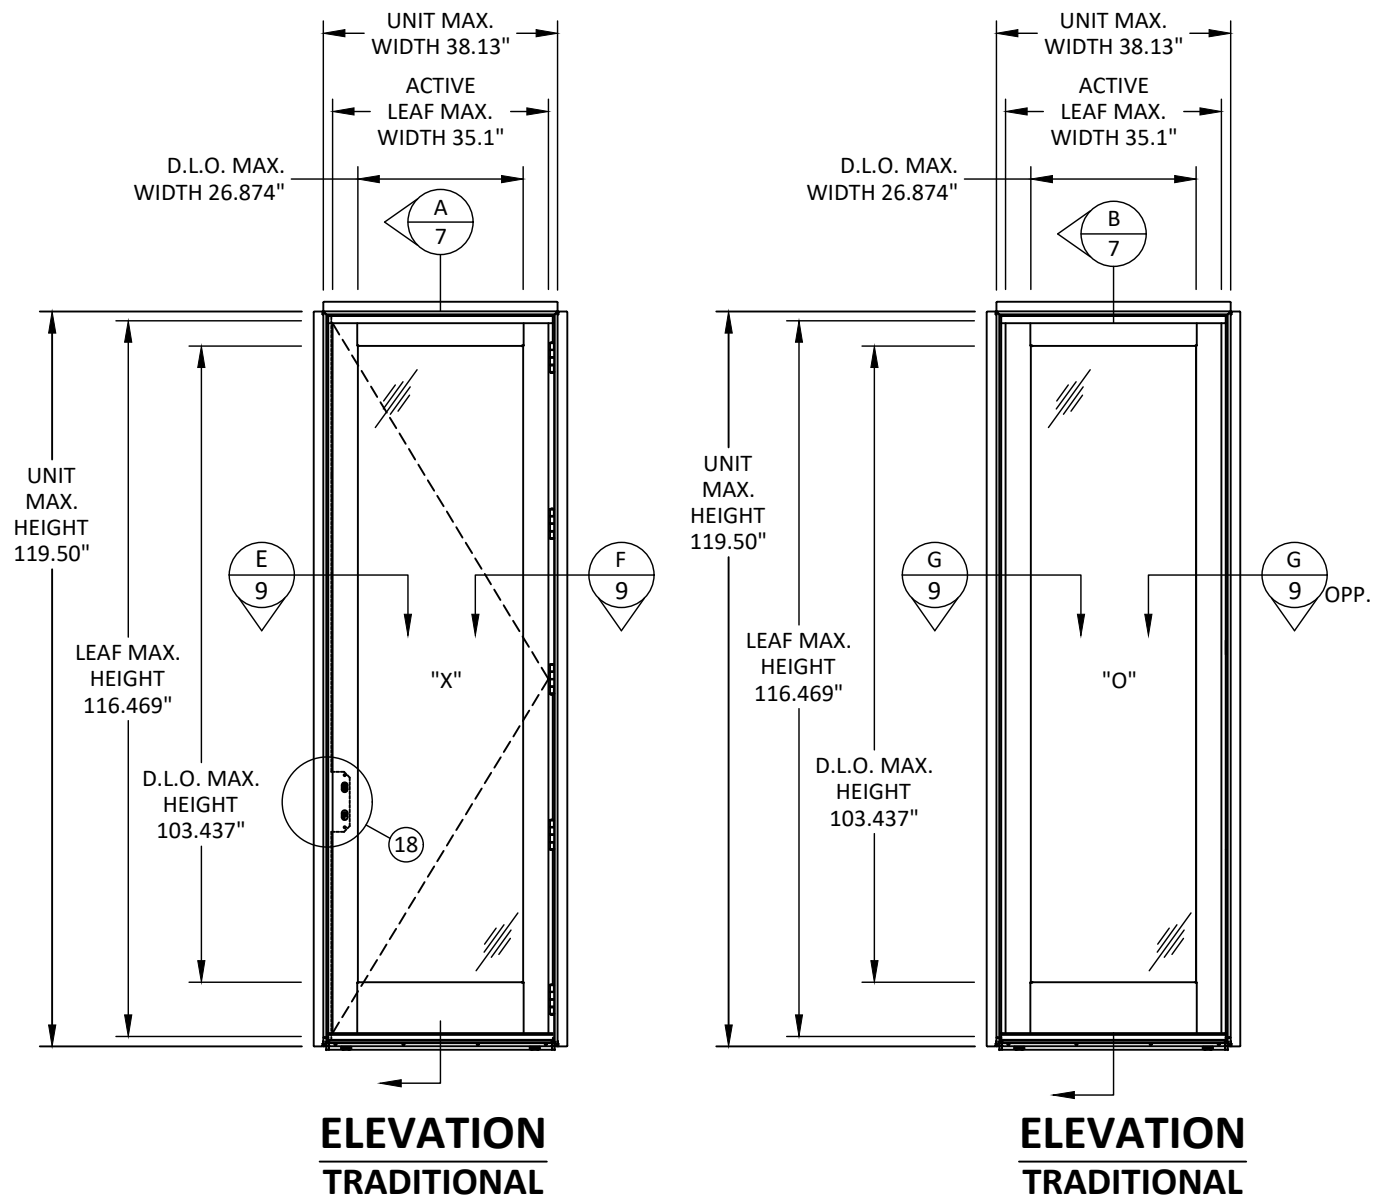 UNIT MAX.
WIDTH 38.13"
ACTIVE
LEAF MAX.
WIDTH 35.1"
D.L.O. MAX.
WIDTH 26.874"
A
7
UNIT
MAX.
HEIGHT
119.50"
E
9
F
9
LEAF MAX.
HEIGHT
116.469"
"X"
D.L.O. MAX.
HEIGHT
103.437"
18
ELEVATION
TRADITIONAL
UNIT MAX.
WIDTH 38.13"
ACTIVE
LEAF MAX.
WIDTH 35.1"
D.L.O. MAX.
WIDTH 26.874"
B
7
UNIT
MAX.
HEIGHT
119.50"
G
9
G
9 OPP.
LEAF MAX.
HEIGHT
116.469"
"O"
D.L.O. MAX.
HEIGHT
103.437"
ELEVATION
TRADITIONAL